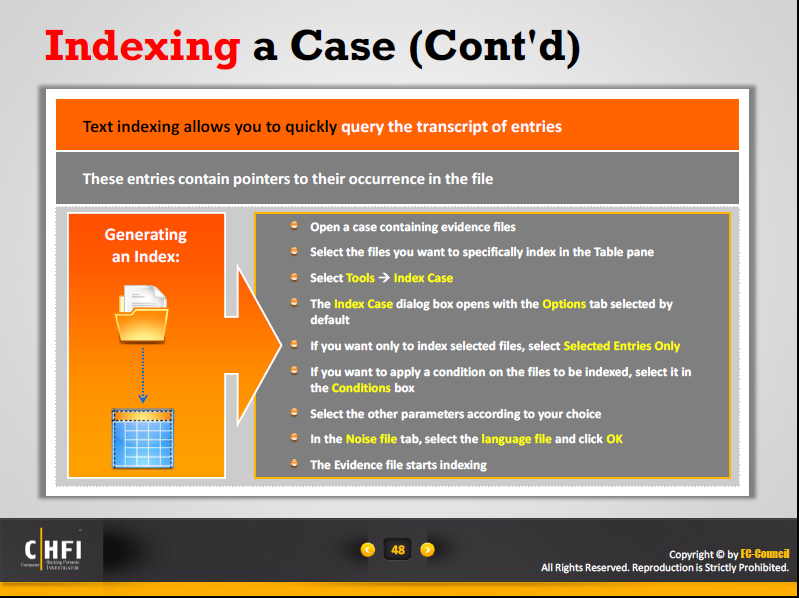 Indexing a Case (Cont'd)
Text indexing allows you to quickly query the transcript of entries
These entries contain pointers to their occurrence in the file
Generating
an Index:
Open a case containing evidence files
Select the files you want to specifically index in the Table pane
Select Tools → Index Case
The Index Case dialog box opens with the Options tab selected by
default
If you want only to index selected files, select Selected Entries Only
If you want to apply a condition on the files to be indexed, select it in
the Conditions box
Select the other parameters according to your choice
In the Noise file tab, select the language file and click OK
The Evidence file starts indexing
CHFI
Computer Hacking Forensic
INVESTIGATOR
48
Copyright © by EC-Council
All Rights Reserved. Reproduction is Strictly Prohibited.